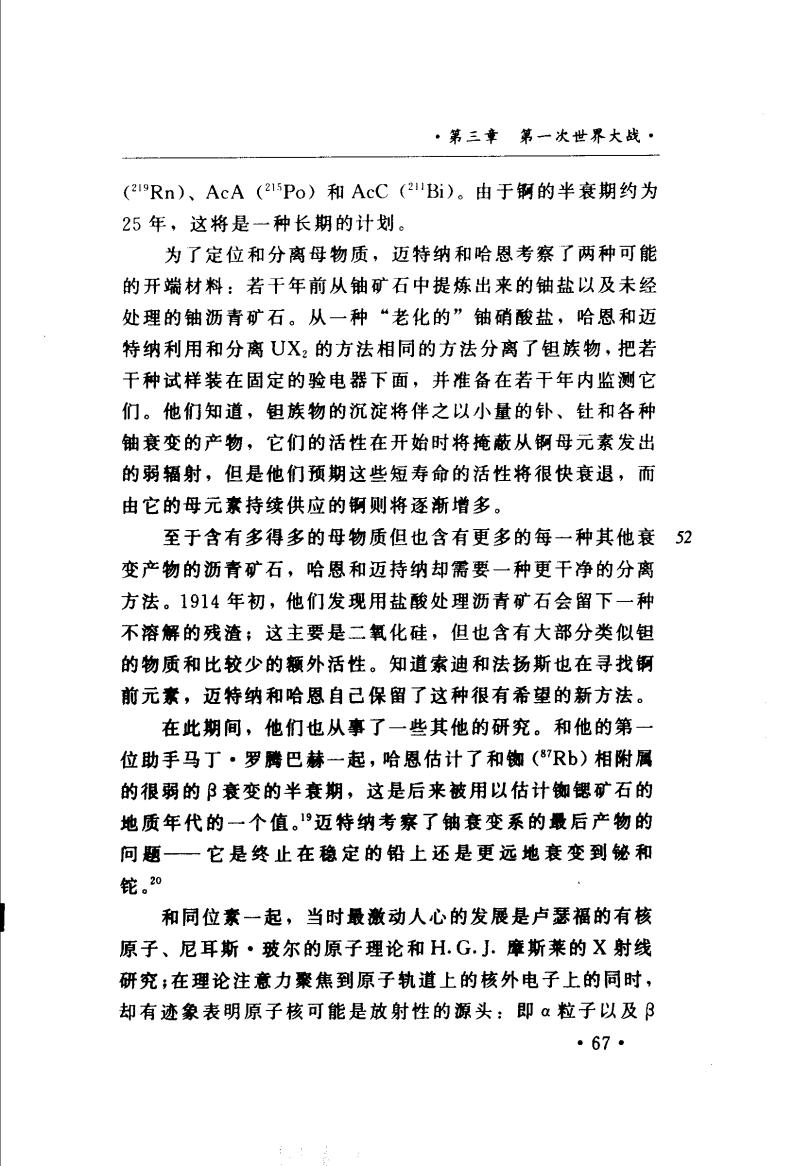 ·第三章　第一次世界大战·
(²¹⁹Rn)、AcA（²¹⁵Po）和 AcC（²¹¹Bi）。由于锕的半衰期约为
25 年，这将是一种长期的计划。
为了定位和分离母物质，迈特纳和哈恩考察了两种可能
的开端材料：若干年前从铀矿石中提炼出来的铀盐以及未经
处理的铀沥青矿石。从一种“老化的”铀硝酸盐，哈恩和迈
特纳利用和分离 UX₂ 的方法相同的方法分离了钽族物，把若
干种试样装在固定的验电器下面，并准备在若干年内监测它
们。他们知道，钽族物的沉淀将伴之以小量的钋、钍和各种
铀衰变的产物，它们的活性在开始时将掩蔽从锕母元素发出
的弱辐射，但是他们预期这些短寿命的活性将很快衰退，而
由它的母元素持续供应的锕则将逐渐增多。
至于含有多得多的母物质但也含有更多的每一种其他衰 52
变产物的沥青矿石，哈恩和迈持纳却需要一种更干净的分离
方法。1914 年初，他们发现用盐酸处理沥青矿石会留下一种
不溶解的残渣；这主要是二氧化硅，但也含有大部分类似钽
的物质和比较少的额外活性。知道索迪和法扬斯也在寻找锕
前元素，迈特纳和哈恩自己保留了这种很有希望的新方法。
在此期间，他们也从事了一些其他的研究。和他的第一
位助手马丁·罗腾巴赫一起，哈恩估计了和铷（⁸⁷Rb）相附属
的很弱的 β 衰变的半衰期，这是后来被用以估计铷锶矿石的
地质年代的一个值。¹⁹迈特纳考察了铀衰变系的最后产物的
问题——它是终止在稳定的铅上还是更远地衰变到铋和
铊。²⁰
和同位素一起，当时最激动人心的发展是卢瑟福的有核
原子、尼耳斯·玻尔的原子理论和 H.G.J. 摩斯莱的 X 射线
研究；在理论注意力聚焦到原子轨道上的核外电子上的同时，
却有迹象表明原子核可能是放射性的源头：即 α 粒子以及 β
·67·